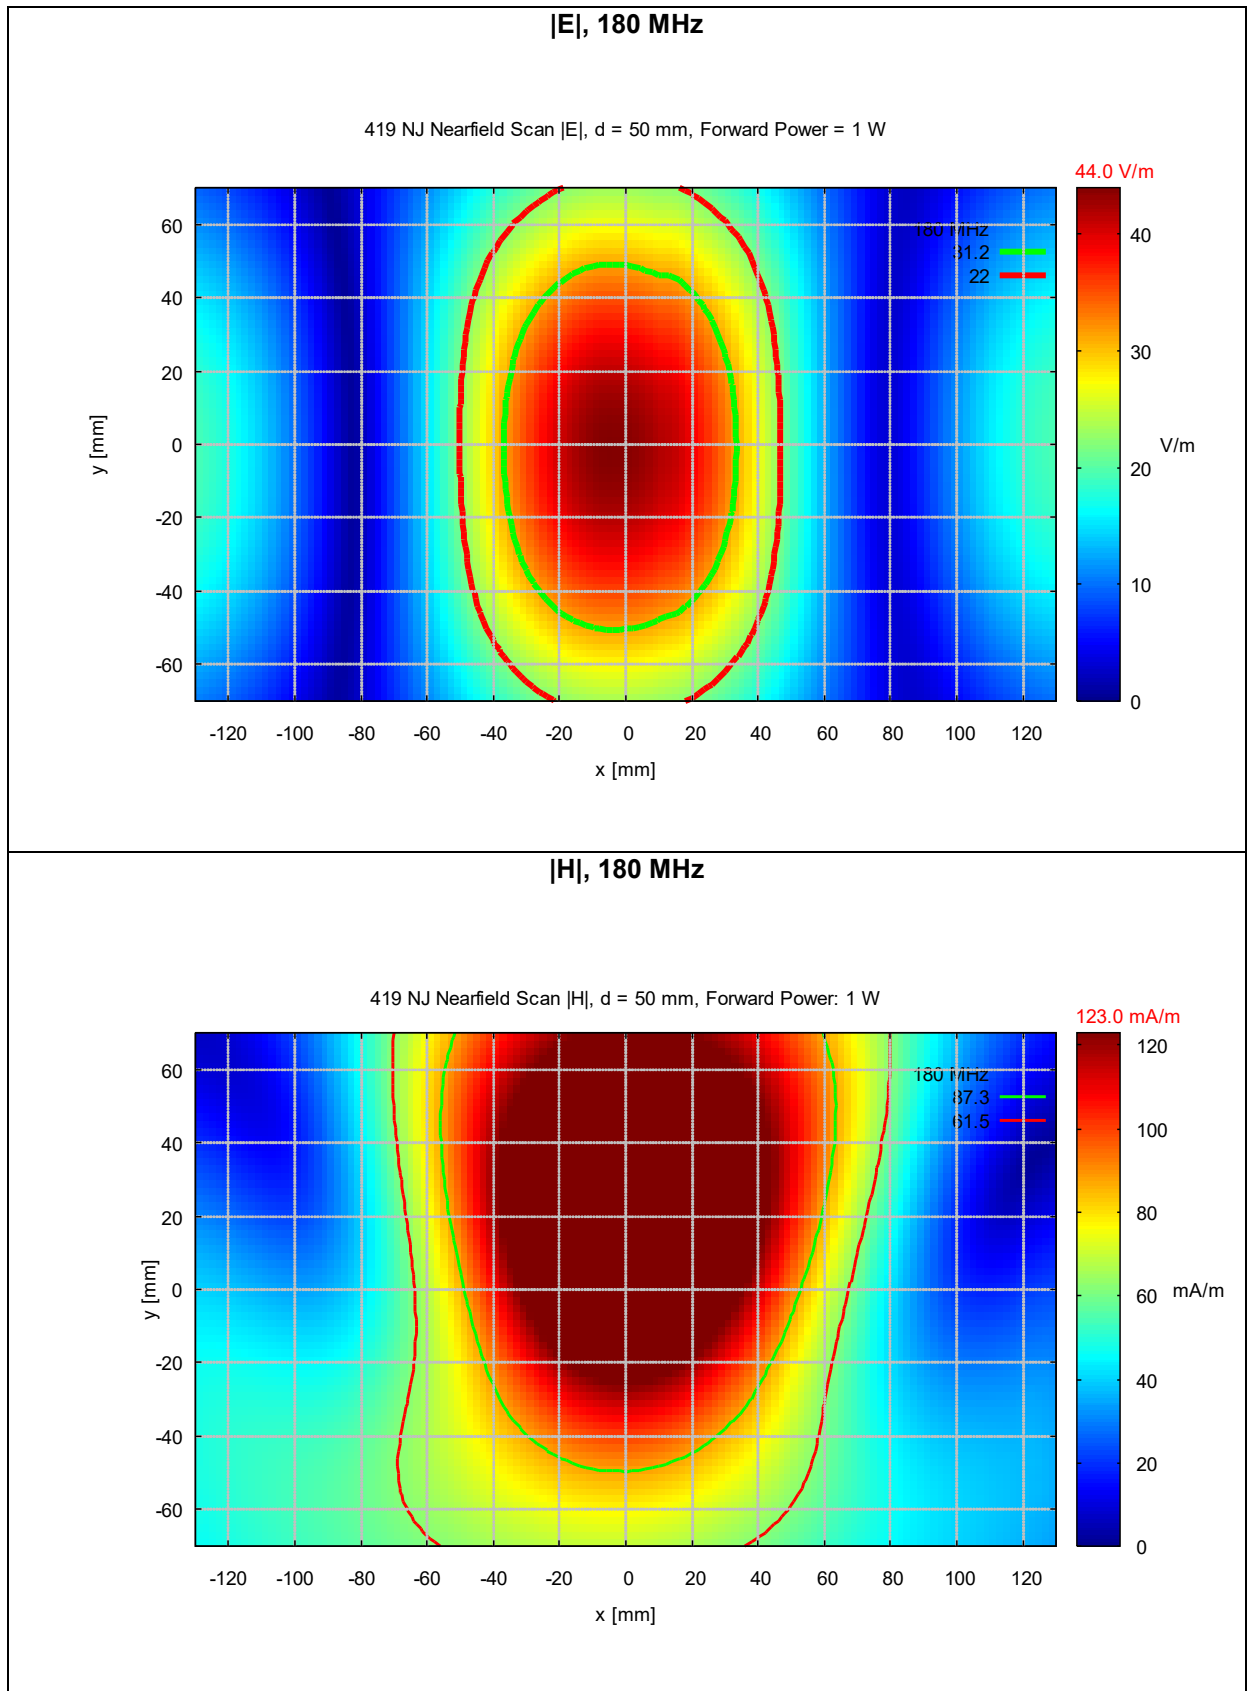 |E|, 180 MHz
419 NJ Nearfield Scan |E|, d = 50 mm, Forward Power = 1 W
44.0 V/m
180 MHz
31.2
22
60
40
20
0
-20
-40
-60
y [mm]
40
30
20
10
0
V/m
-120 -100 -80 -60 -40 -20 0 20 40 60 80 100 120
x [mm]
|H|, 180 MHz
419 NJ Nearfield Scan |H|, d = 50 mm, Forward Power: 1 W
123.0 mA/m
180 MHz
87.3
61.5
60
40
20
0
-20
-40
-60
y [mm]
120
100
80
60
40
20
0
mA/m
-120 -100 -80 -60 -40 -20 0 20 40 60 80 100 120
x [mm]